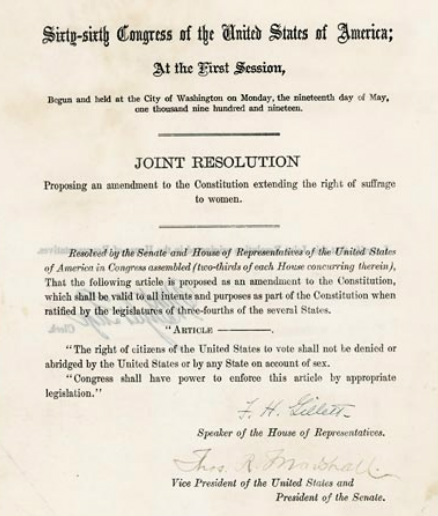 Sixty-sixth Congress of the United States of America;
At the First Session,
Begun and held at the City of Washington on Monday, the nineteenth day of May,
one thousand nine hundred and nineteen.
JOINT RESOLUTION
Proposing an amendment to the Constitution extending the right of suffrage
to women.
Resolved by the Senate and House of Representatives of the United States
of America in Congress assembled (two-thirds of each House concurring therein),
That the following article is proposed as an amendment to the Constitution,
which shall be valid to all intents and purposes as part of the Constitution when
ratified by the legislatures of three-fourths of the several States.
"ARTICLE ————.
"The right of citizens of the United States to vote shall not be denied or
abridged by the United States or by any State on account of sex.
"Congress shall have power to enforce this article by appropriate
legislation."
F. H. Gillett
Speaker of the House of Representatives.
Thos. R. Marshall
Vice President of the United States and
President of the Senate.